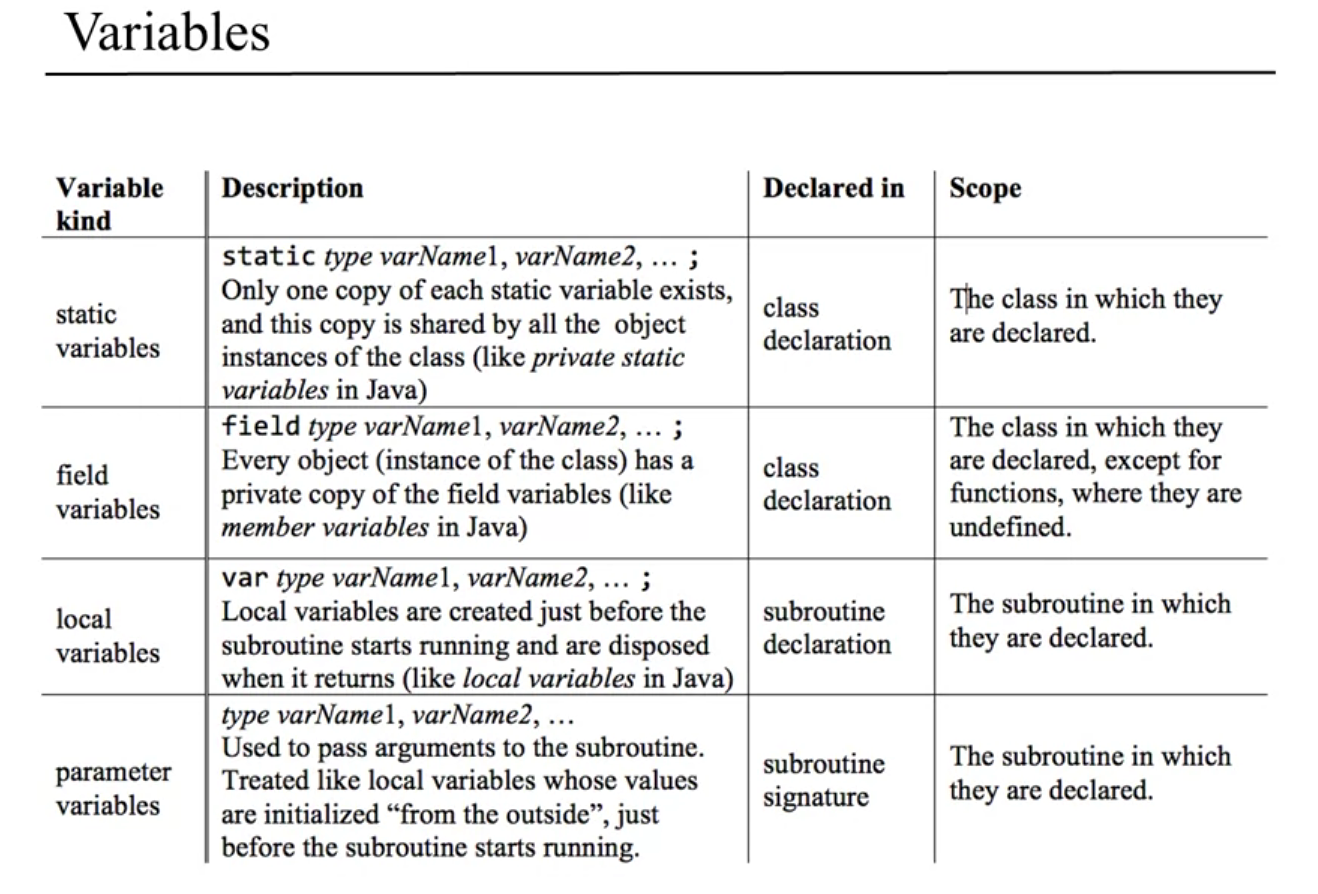 Variables
Variable
kind
Description
Declared in
Scope
static
variables
static type varName1, varName2, ... ;
Only one copy of each static variable exists,
and this copy is shared by all the object
instances of the class (like private static
variables in Java)
class
declaration
The class in which they
are declared.
field
variables
field type varName1, varName2, ... ;
Every object (instance of the class) has a
private copy of the field variables (like
member variables in Java)
class
declaration
The class in which they
are declared, except for
functions, where they are
undefined.
local
variables
var type varName1, varName2, ... ;
Local variables are created just before the
subroutine starts running and are disposed
when it returns (like local variables in Java)
subroutine
declaration
The subroutine in which
they are declared.
parameter
variables
type varName1, varName2, ...
Used to pass arguments to the subroutine.
Treated like local variables whose values
are initialized “from the outside”, just
before the subroutine starts running.
subroutine
signature
The subroutine in which
they are declared.